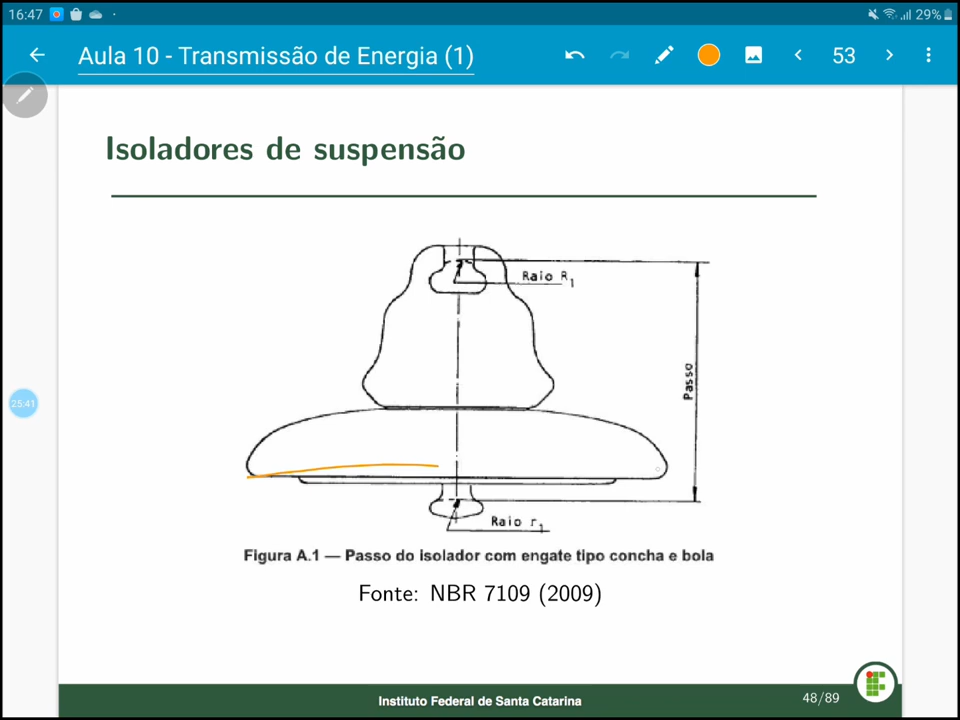 16:47
29%
Aula 10 - Transmissão de Energia (1)
53
Isoladores de suspensão
Raio R1
Passo
25:41
Raio r1
Figura A.1 — Passo do isolador com engate tipo concha e bola
Fonte: NBR 7109 (2009)
Instituto Federal de Santa Catarina
48/89